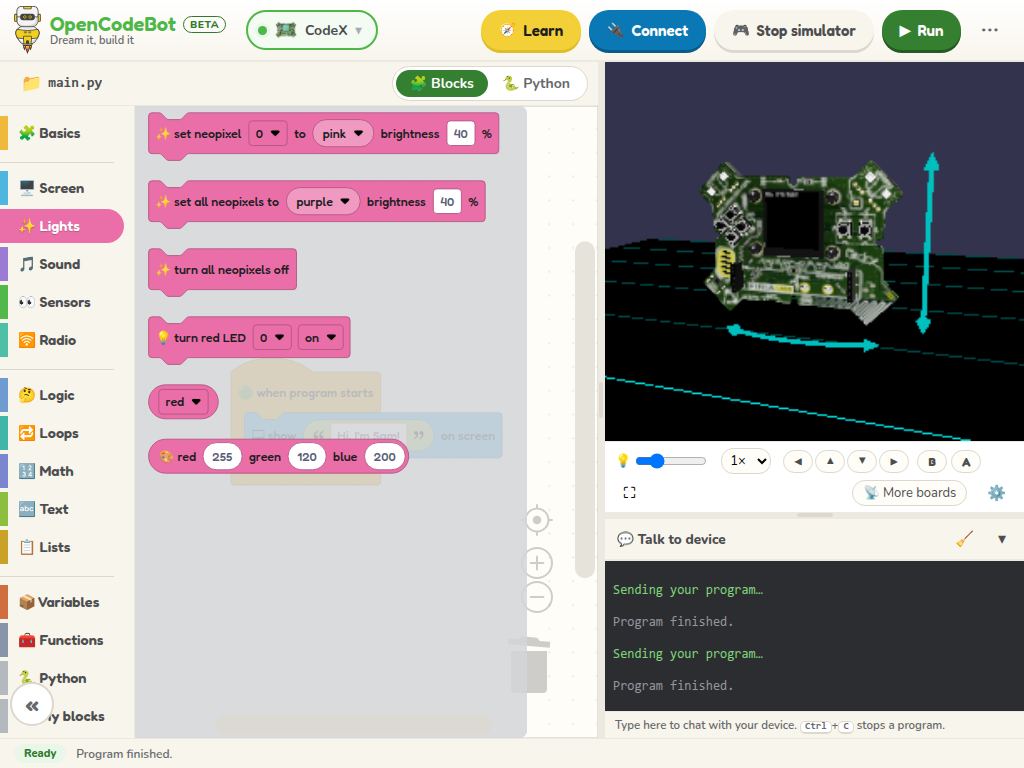 OpenCodeBot BETA
Dream it, build it
CodeX
Learn
Connect
Stop simulator
Run
main.py
Blocks
Python
Basics
Screen
Lights
Sound
Sensors
Radio
Logic
Loops
Math
Text
Lists
Variables
Functions
Python
y blocks
set neopixel 0 to pink brightness 40 %
set all neopixels to purple brightness 40 %
turn all neopixels off
turn red LED 0 on
red
when program starts
show “ Hi, I'm Sam! ” on screen
red 255 green 120 blue 200
1×
B
A
More boards
Talk to device
Sending your program…
Program finished.
Sending your program…
Program finished.
Type here to chat with your device. Ctrl+C stops a program.
Ready
Program finished.